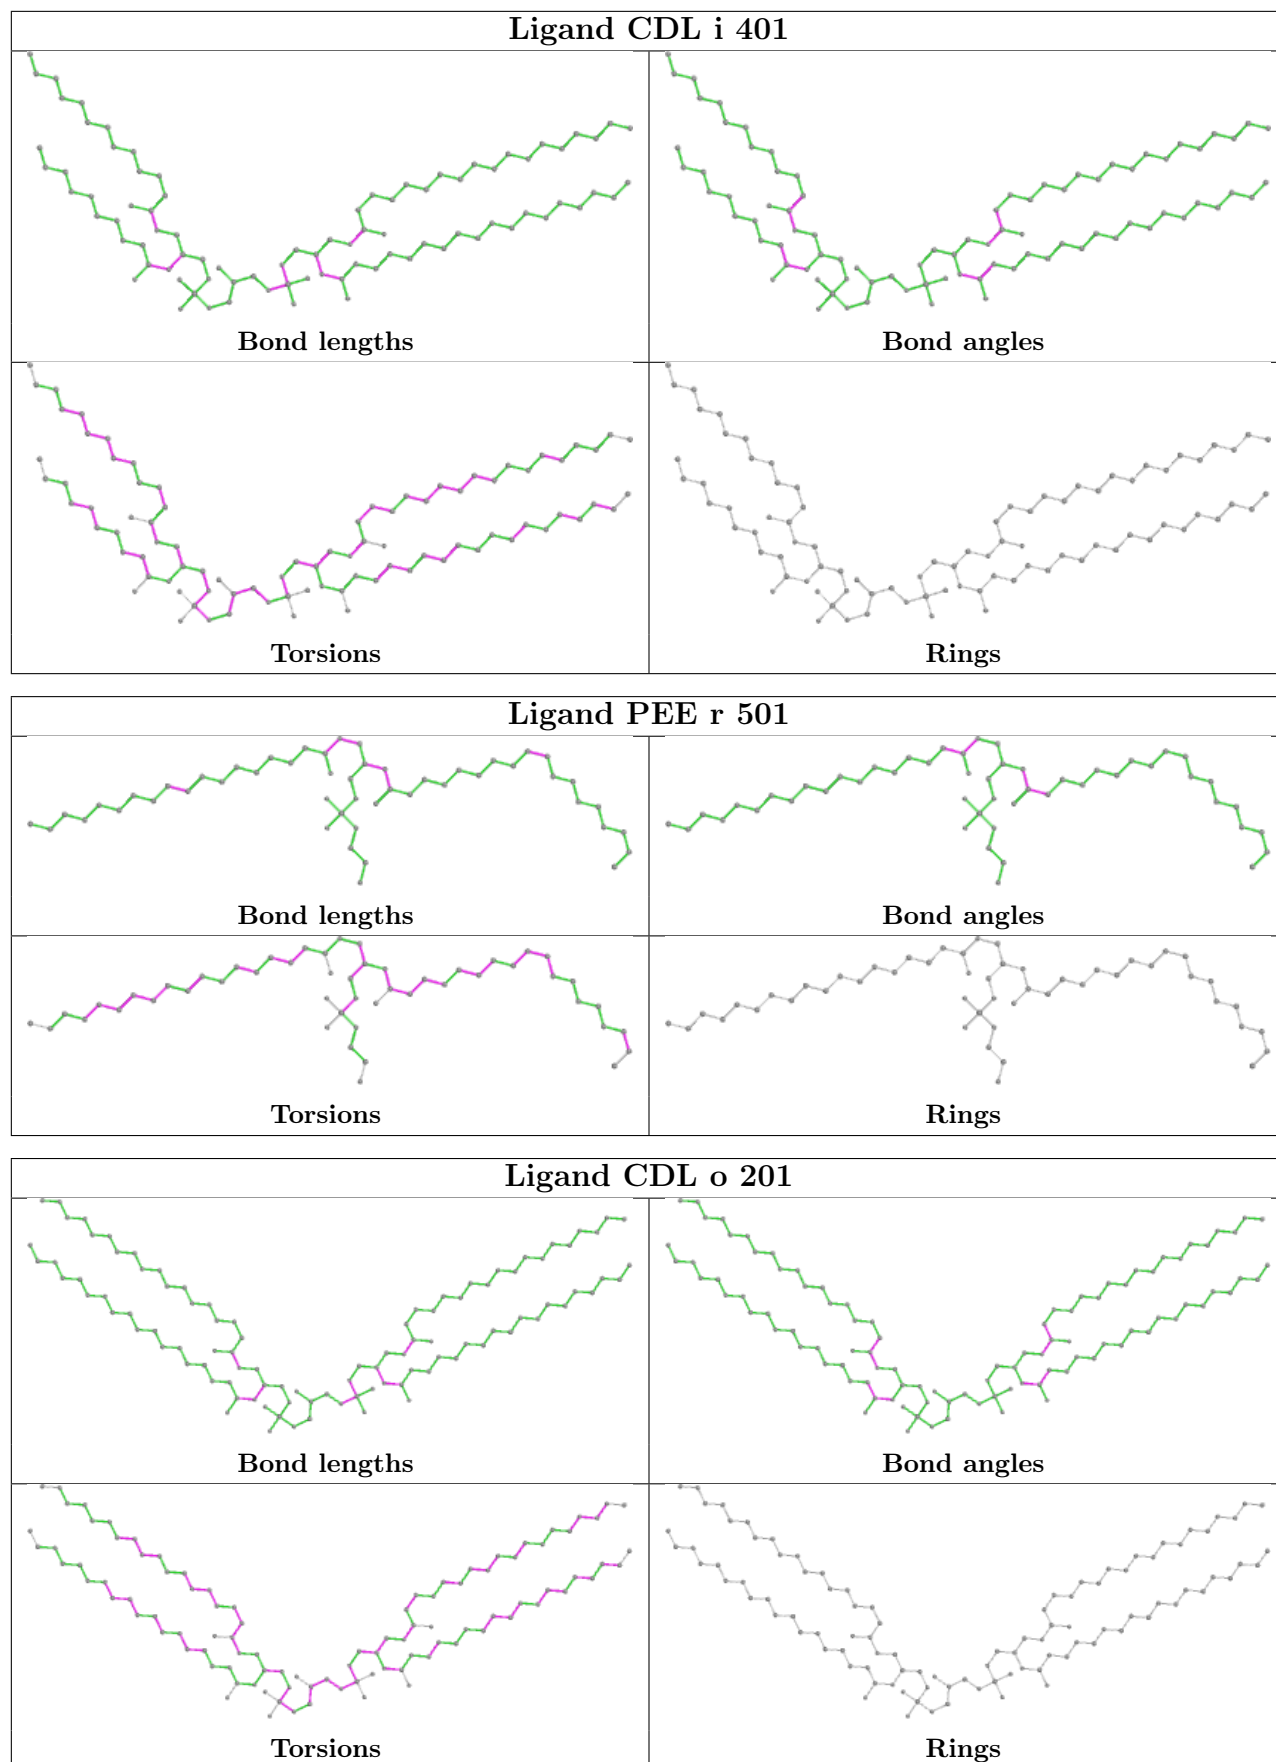 Ligand CDL i 401
Bond lengths
Bond angles
Torsions
Rings
Ligand PEE r 501
Bond lengths
Bond angles
Torsions
Rings
Ligand CDL o 201
Bond lengths
Bond angles
Torsions
Rings